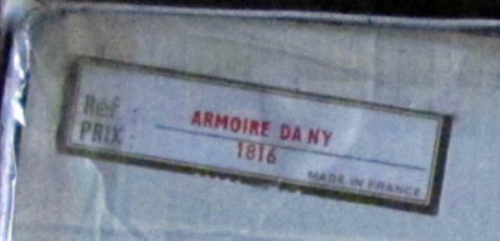 Réf : ARMOIRE DANY
PRIX : 1816
MADE IN FRANCE